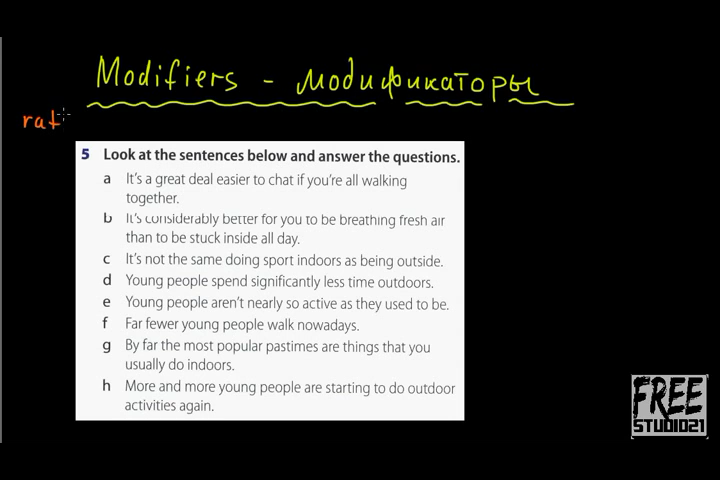 Modifiers - модификаторы
rat
5 Look at the sentences below and answer the questions.
a It's a great deal easier to chat if you're all walking
together.
b It's considerably better for you to be breathing fresh air
than to be stuck inside all day.
c It's not the same doing sport indoors as being outside.
d Young people spend significantly less time outdoors.
e Young people aren't nearly so active as they used to be.
f Far fewer young people walk nowadays.
g By far the most popular pastimes are things that you
usually do indoors.
h More and more young people are starting to do outdoor
activities again.
FREE
STUDIO21